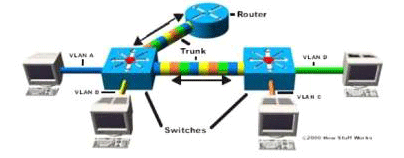 Router
Trunk
VLAN A
VLAN D
VLAN B
VLAN C
Switches
©2000 How Stuff Works